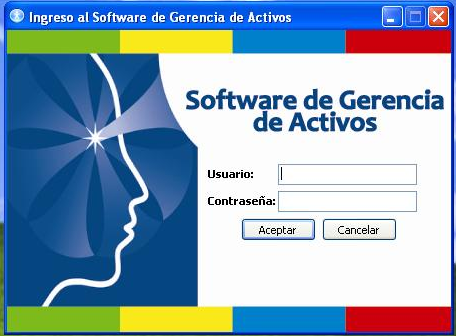 Ingreso al Software de Gerencia de Activos
Software de Gerencia
de Activos
Usuario:
Contraseña:
Aceptar
Cancelar